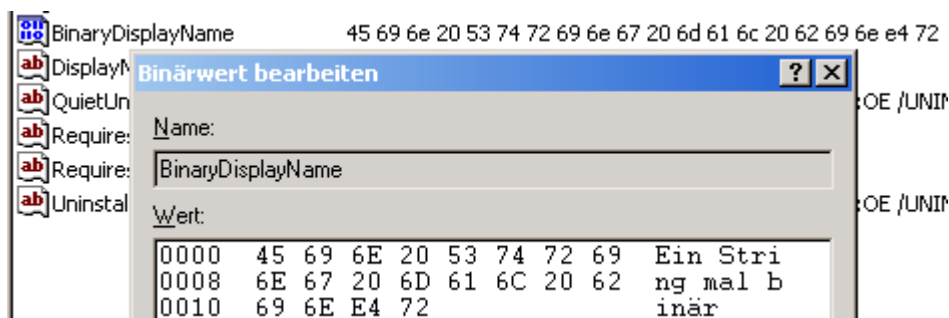 BinaryDisplayName 45 69 6e 20 53 74 72 69 6e 67 20 6d 61 6c 20 62 69 6e e4 72
Binärwert bearbeiten
:OE /UNIN
Name:
BinaryDisplayName
:OE /UNIN
Wert:
0000 45 69 6E 20 53 74 72 69 Ein Stri
0008 6E 67 20 6D 61 6C 20 62 ng mal b
0010 69 6E E4 72 inär